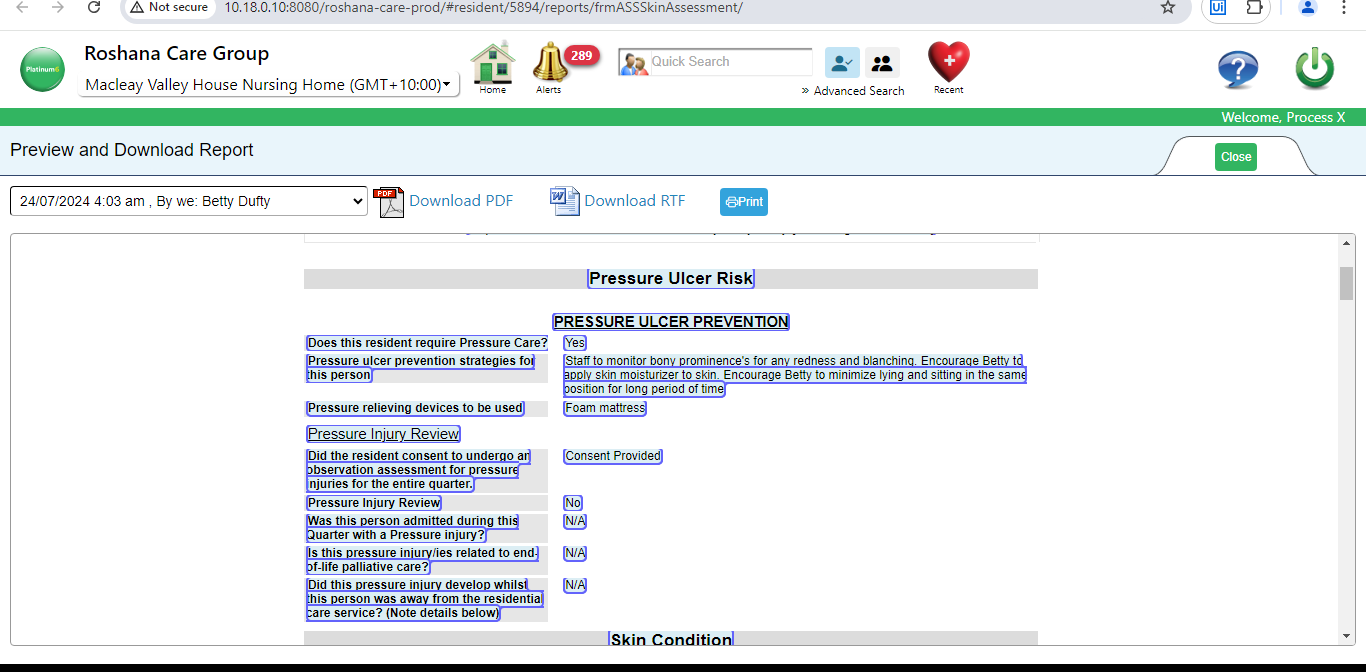 Not secure
10.18.0.10:8080/roshana-care-prod/#resident/5894/reports/frmASSSkinAssessment/
Ui
Platinum
Roshana Care Group
Macleay Valley House Nursing Home (GMT+10:00)
Home
289
Alerts
Quick Search
» Advanced Search
Recent
Welcome, Process X
Preview and Download Report
Close
24/07/2024 4:03 am , By we: Betty Dufty
PDF
Download PDF
W
Download RTF
Print
Pressure Ulcer Risk
PRESSURE ULCER PREVENTION
Does this resident require Pressure Care?
Yes
Pressure ulcer prevention strategies for
this person
Staff to monitor bony prominence's for any redness and blanching. Encourage Betty to
apply skin moisturizer to skin. Encourage Betty to minimize lying and sitting in the same
position for long period of time
Pressure relieving devices to be used
Foam mattress
Pressure Injury Review
Did the resident consent to undergo an
observation assessment for pressure
injuries for the entire quarter.
Consent Provided
Pressure Injury Review
No
Was this person admitted during this
Quarter with a Pressure injury?
N/A
Is this pressure injury/ies related to end-
of-life palliative care?
N/A
Did this pressure injury develop whilst
this person was away from the residential
care service? (Note details below)
N/A
Skin Condition